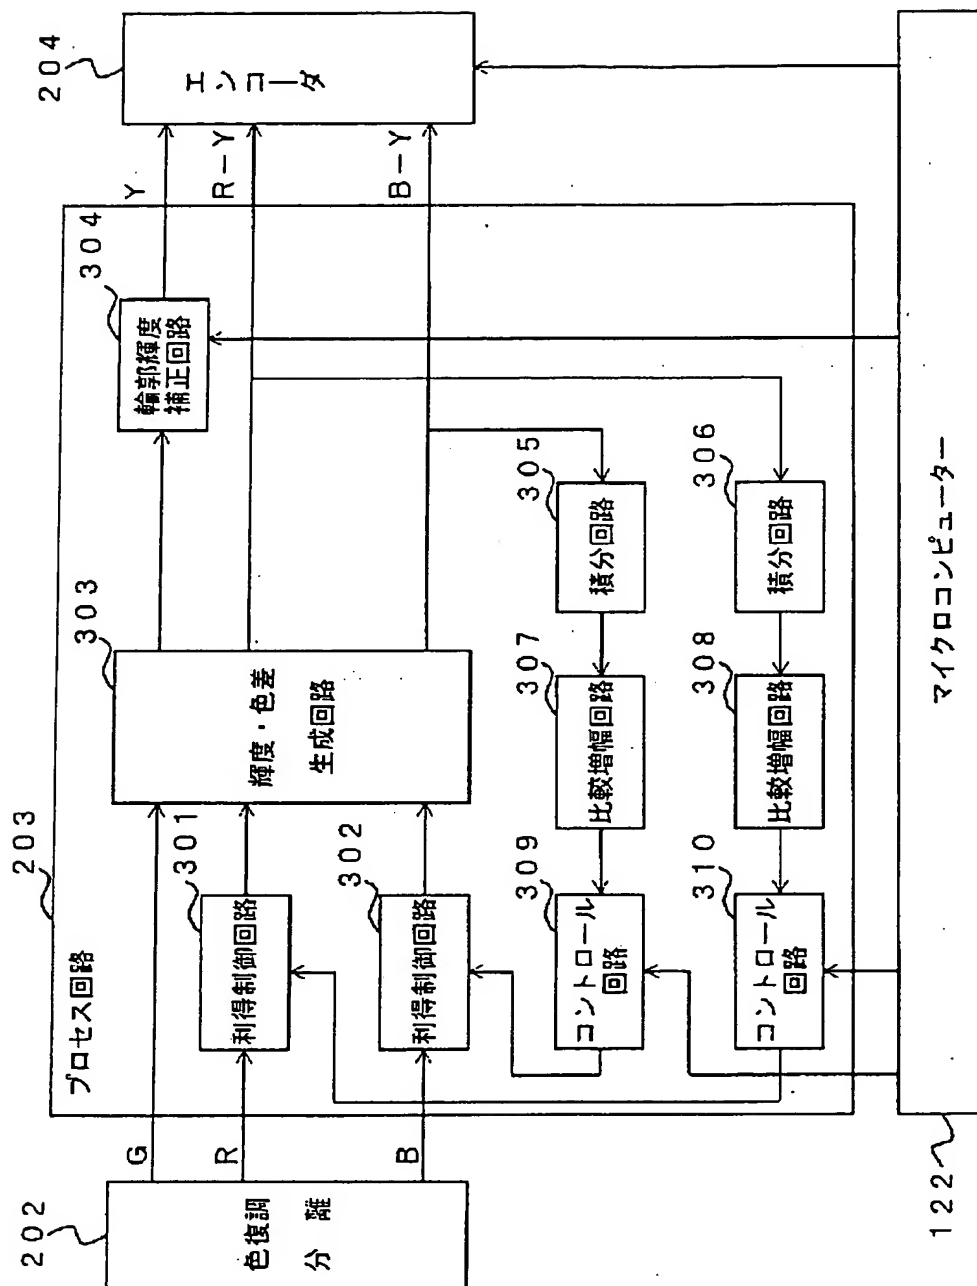 202
色復調
分離
G
R
B
203
プロセス回路
301
利得制御回路
302
利得制御回路
303
輝度・色差
生成回路
304
輪郭輝度
補正回路
Y
R-Y
B-Y
204
エンコータ
309
コントロール
回路
307
比較増幅回路
305
積分回路
310
コントロール
回路
308
比較増幅回路
306
積分回路
122
マイクロコンピューター